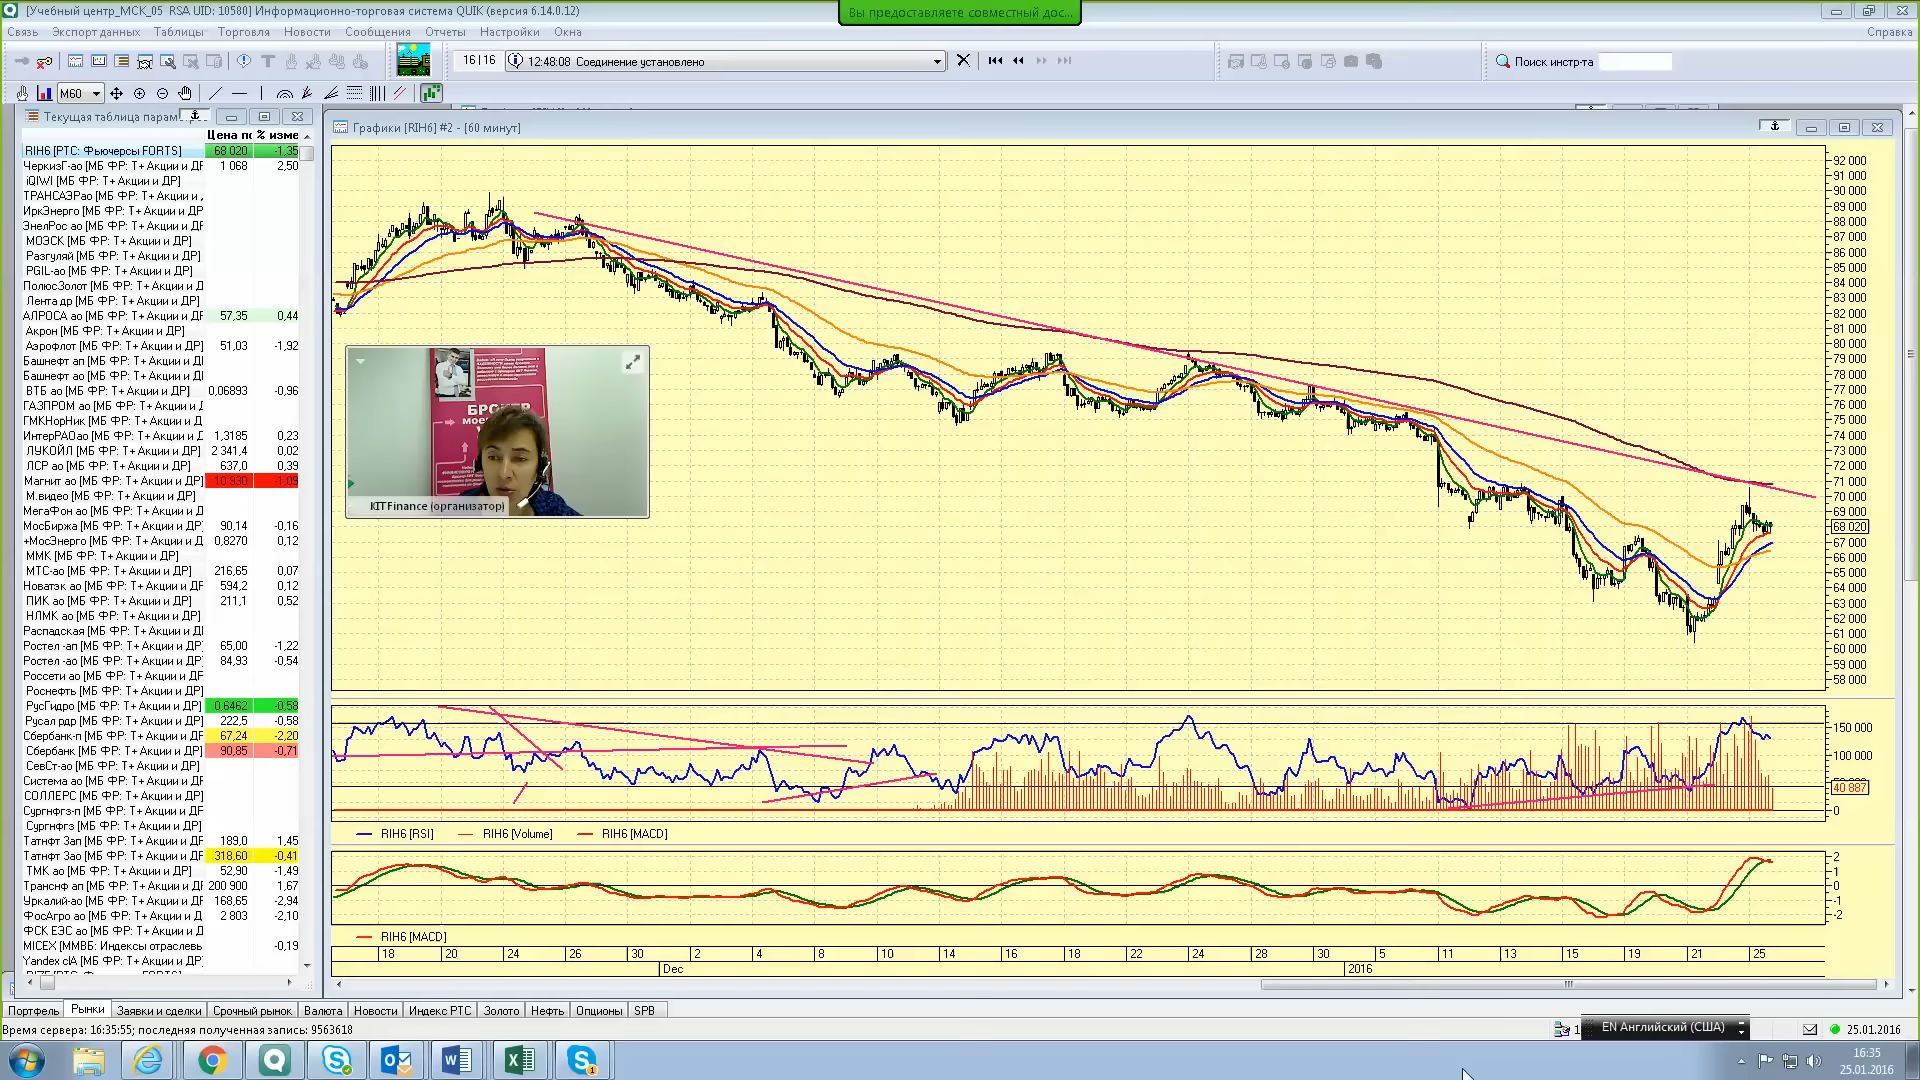 [Учебный центр_МСК_05 RSA UID: 10580] Информационно-торговая система QUIK (версия 6.14.0.12)
Вы предоставляете совместный дос...
Связь Экспорт данных Таблицы Торговля Новости Сообщения Отчеты Настройки Окна Справка
16|16 12:48:08 Соединение установлено Поиск инстр-та
M60
Текущая таблица парам
Цена по % изме
RIH6 [РТС: Фьючерсы FORTS] 68 020 -1,35
ЧеркизГ-ао [МБ ФР: Т+ Акции и ДР 1 068 2,50
iQIWI [МБ ФР: Т+ Акции и ДР]
ТРАНСАЭРао [МБ ФР: Т+ Акции и
ИркЭнерго [МБ ФР: Т+ Акции и ДР
ЭнелРос ао [МБ ФР: Т+ Акции и ДР
МОЭСК [МБ ФР: Т+ Акции и ДР]
Разгуляй [МБ ФР: Т+ Акции и ДР]
PGIL-ао [МБ ФР: Т+ Акции и ДР]
ПолюсЗолот [МБ ФР: Т+ Акции и ДР
Лента др [МБ ФР: Т+ Акции и ДР]
АЛРОСА ао [МБ ФР: Т+ Акции и ДР 57,35 0,44
Акрон [МБ ФР: Т+ Акции и ДР]
Аэрофлот [МБ ФР: Т+ Акции и ДР] 51,03 -1,92
Башнефт ап [МБ ФР: Т+ Акции и ДР
Башнефт ао [МБ ФР: Т+ Акции и ДР
ВТБ ао [МБ ФР: Т+ Акции и ДР] 0,06893 -0,96
ГАЗПРОМ ао [МБ ФР: Т+ Акции и Д
ГМКНорНик [МБ ФР: Т+ Акции и ДР
ИнтерРАОао [МБ ФР: Т+ Акции и Д 1,3185 0,23
ЛУКОЙЛ [МБ ФР: Т+ Акции и ДР] 2 341,4 0,02
ЛСР ао [МБ ФР: Т+ Акции и ДР] 637,0 0,39
Магнит ао [МБ ФР: Т+ Акции и ДР] 10 930 -1,09
М.видео [МБ ФР: Т+ Акции и ДР]
МегаФон ао [МБ ФР: Т+ Акции и ДР
МосБиржа [МБ ФР: Т+ Акции и ДР] 90,14 -0,16
+МосЭнерго [МБ ФР: Т+ Акции и ДР 0,8270 0,12
ММК [МБ ФР: Т+ Акции и ДР]
МТС-ао [МБ ФР: Т+ Акции и ДР] 216,65 0,07
Новатэк ао [МБ ФР: Т+ Акции и ДР 594,2 0,12
ПИК ао [МБ ФР: Т+ Акции и ДР] 211,1 0,52
НЛМК ао [МБ ФР: Т+ Акции и ДР]
Распадская [МБ ФР: Т+ Акции и ДР
Ростел -ап [МБ ФР: Т+ Акции и ДР] 65,00 -1,22
Ростел -ао [МБ ФР: Т+ Акции и ДР] 84,93 -0,54
Россети ао [МБ ФР: Т+ Акции и ДР
Роснефть [МБ ФР: Т+ Акции и ДР]
РусГидро [МБ ФР: Т+ Акции и ДР] 0,6462 -0,58
Русал рдр [МБ ФР: Т+ Акции и ДР] 222,5 -0,58
Сбербанк-п [МБ ФР: Т+ Акции и ДР 67,24 -2,20
Сбербанк [МБ ФР: Т+ Акции и ДР] 90,85 -0,71
СевСт-ао [МБ ФР: Т+ Акции и ДР]
Система ао [МБ ФР: Т+ Акции и ДР
СОЛЛЕРС [МБ ФР: Т+ Акции и ДР]
Сургнфгз-п [МБ ФР: Т+ Акции и ДР
Сургнфгз [МБ ФР: Т+ Акции и ДР]
Татнфт 3ап [МБ ФР: Т+ Акции и ДР 189,0 1,45
Татнфт 3ао [МБ ФР: Т+ Акции и ДР 318,60 -0,41
ТМК ао [МБ ФР: Т+ Акции и ДР] 52,90 -1,49
Транснф ап [МБ ФР: Т+ Акции и ДР 200 900 1,67
Уркалий-ао [МБ ФР: Т+ Акции и ДР 168,65 -2,94
ФосАгро ао [МБ ФР: Т+ Акции и Д 2 803 -2,10
ФСК ЕЭС ао [МБ ФР: Т+ Акции и Д
MICEX [ММВБ: Индексы отраслевь -0,19
Yandex clA [МБ ФР: Т+ Акции и ДР]
Графики [RIH6] #2 - [60 минут]
92 000
91 000
90 000
89 000
88 000
87 000
86 000
85 000
84 000
83 000
82 000
81 000
80 000
79 000
78 000
77 000
76 000
75 000
74 000
73 000
72 000
71 000
70 000
69 000
68 020
67 000
66 000
65 000
64 000
63 000
62 000
61 000
60 000
59 000
58 000
БРОКЕР
KITFinance (организатор)
150 000
100 000
40 887
0
RIH6 [RSI] RIH6 [Volume] RIH6 [MACD]
2
1
0
-1
-2
RIH6 [MACD]
18 20 24 26 30 2 4 8 10 14 16 18 22 24 28 30 5 11 13 15 19 21 25
Dec 2016
Портфель Рынки Заявки и сделки Срочный рынок Валюта Новости Индекс РТС Золото Нефть Опционы SPB
Время сервера: 16:35:55; последняя полученная запись: 9563618
EN Английский (США) 25.01.2016
16:35
25.01.2016